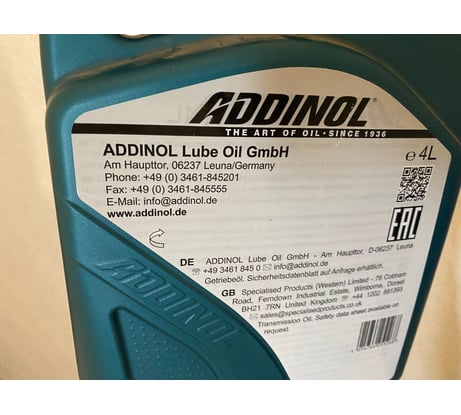 ADDINOL
THE ART OF OIL · SINCE 1936
ADDINOL Lube Oil GmbH
Am Haupttor, 06237 Leuna/Germany
Phone: +49 (0) 3461-845201
Fax: +49 (0) 3461-845555
E-Mail: info@addinol.de
www.addinol.de
e 4L
EAC
DE ADDINOL Lube Oil GmbH - Am Haupttor, D-06237 Leuna
☏ +49 3461 845 0 ✉ info@addinol.de
Getriebeöl. Sicherheitsdatenblatt auf Anfrage erhältlich.
GB Specialised Products (Western) Limited - 76 Cobham
Road, Ferndown Industrial Estate, Wimborne, Dorset
BH21 7RN United Kingdom ☏ +44 1202 891393
✉ sales@specialisedproducts.com
Transmission Oil. Safety data sheet available on
request.
ADDINOL